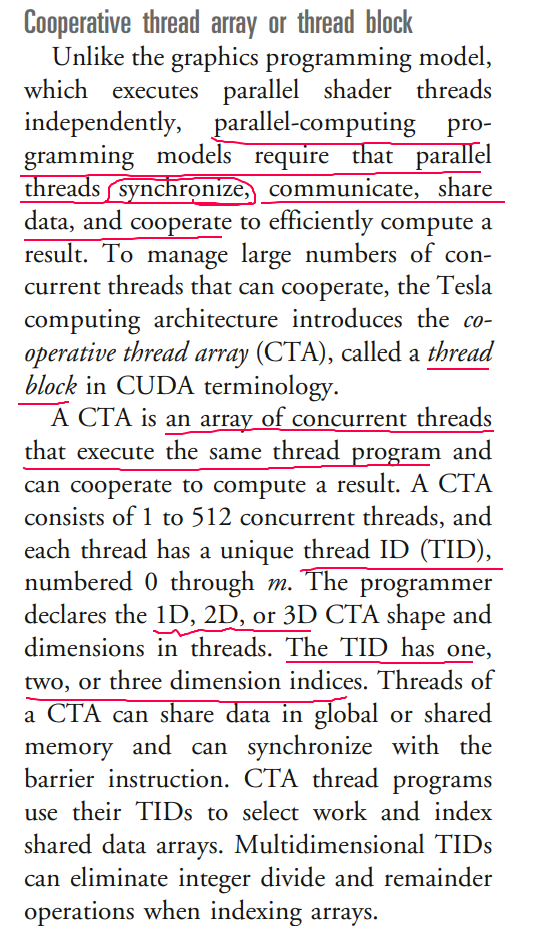 Cooperative thread array or thread block
Unlike the graphics programming model,
which executes parallel shader threads
independently, parallel-computing pro-
gramming models require that parallel
threads synchronize, communicate, share
data, and cooperate to efficiently compute a
result. To manage large numbers of con-
current threads that can cooperate, the Tesla
computing architecture introduces the co-
operative thread array (CTA), called a thread
block in CUDA terminology.
A CTA is an array of concurrent threads
that execute the same thread program and
can cooperate to compute a result. A CTA
consists of 1 to 512 concurrent threads, and
each thread has a unique thread ID (TID),
numbered 0 through m. The programmer
declares the 1D, 2D, or 3D CTA shape and
dimensions in threads. The TID has one,
two, or three dimension indices. Threads of
a CTA can share data in global or shared
memory and can synchronize with the
barrier instruction. CTA thread programs
use their TIDs to select work and index
shared data arrays. Multidimensional TIDs
can eliminate integer divide and remainder
operations when indexing arrays.